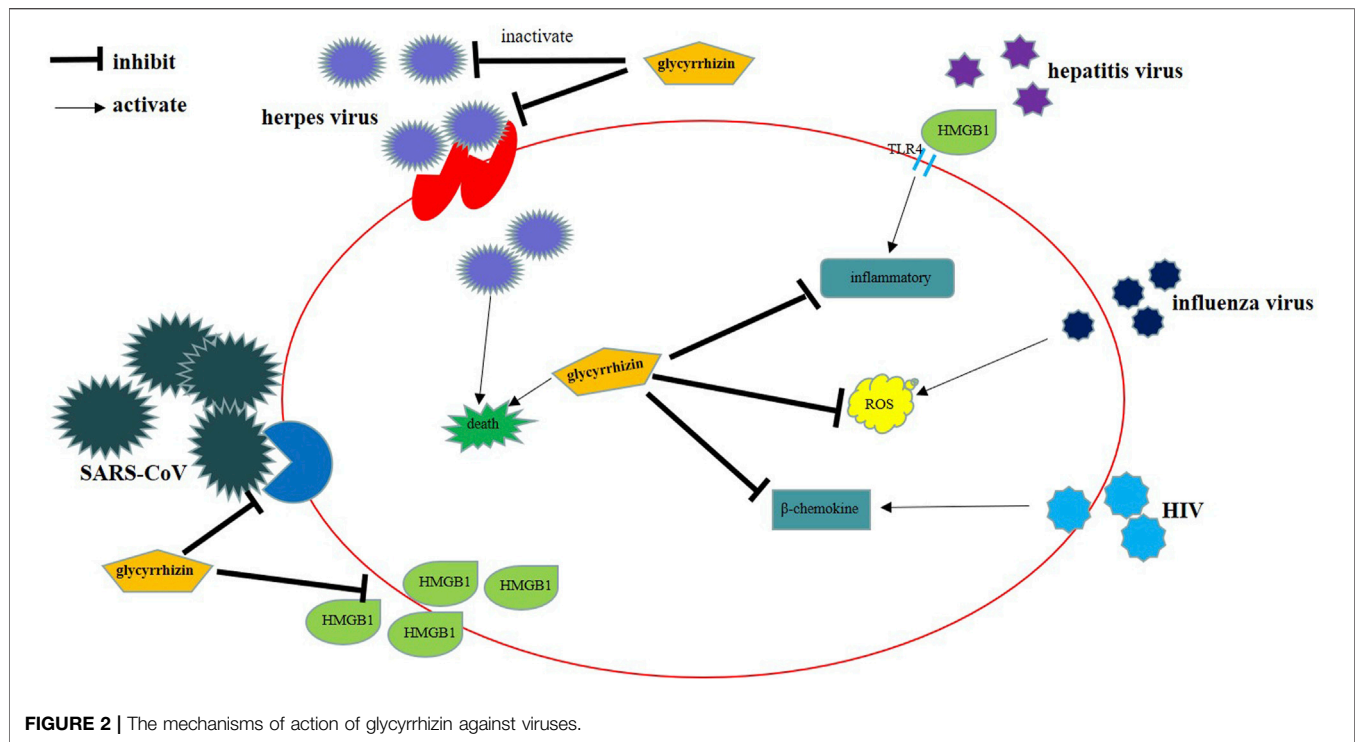 inhibit
activate
inactivate
glycyrrhizin
herpes virus
hepatitis virus
HMGB1
TLR4
inflammatory
influenza virus
glycyrrhizin
ROS
death
SARS-CoV
β-chemokine
HIV
glycyrrhizin
HMGB1
HMGB1
HMGB1
HMGB1
FIGURE 2 | The mechanisms of action of glycyrrhizin against viruses.